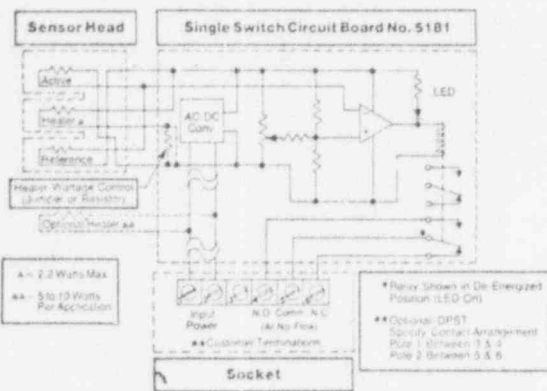 Sensor Head
Single Switch Circuit Board No. 5181
Active
Heater ▲
Reference
AC/DC
Conv
LED
Heater Wattage Control
(Jumper or Resistor)
Optional Heater ▲▲
▲ - 2.2 Watts Max
▲▲ - 5 to 10 Watts
Per Application
Input
Power
N.O. Comm N.C.
(At No Flow)
★★Customer Terminations
* Relay Shown in De-Energized
Position (LED On)
**Optional DPST
Specify Contact Arrangement
Pole 1 Between 3 & 4
Pole 2 Between 5 & 6
Socket